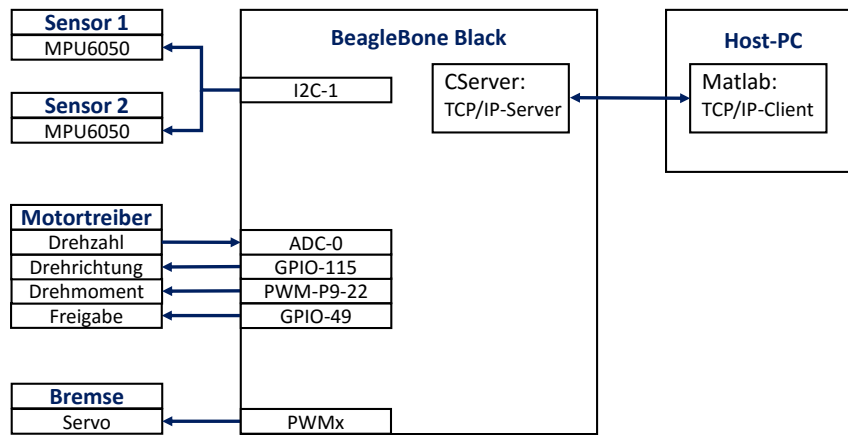 Sensor 1
MPU6050
Sensor 2
MPU6050
Motortreiber
Drehzahl
Drehrichtung
Drehmoment
Freigabe
Bremse
Servo
BeagleBone Black
I2C-1
CServer:
TCP/IP-Server
ADC-0
GPIO-115
PWM-P9-22
GPIO-49
PWMx
Host-PC
Matlab:
TCP/IP-Client